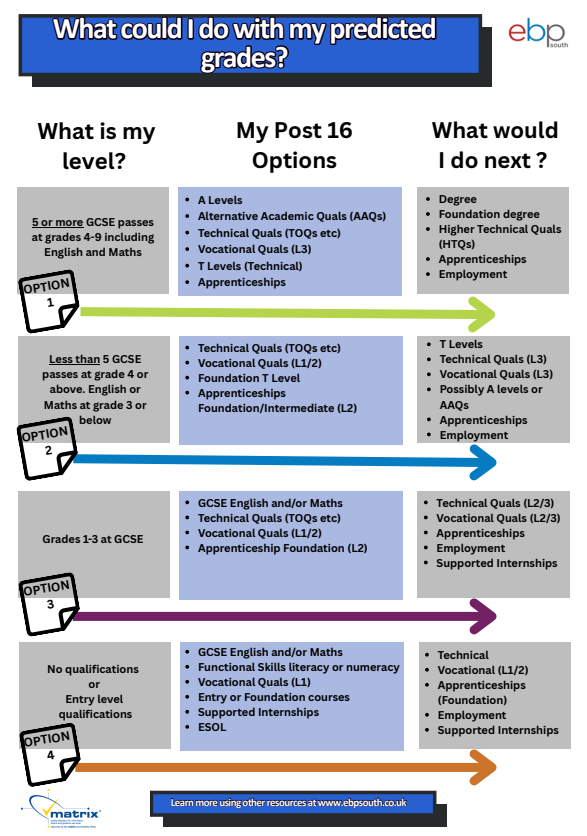 What could I do with my predicted
grades?
ebp
south
What is my
level?
My Post 16
Options
What would
I do next ?
5 or more GCSE passes
at grades 4-9 including
English and Maths
A Levels
Alternative Academic Quals (AAQs)
Technical Quals (TOQs etc)
Vocational Quals (L3)
T Levels (Technical)
Apprenticeships
Degree
Foundation degree
Higher Technical Quals
(HTQs)
Apprenticeships
Employment
OPTION
1
Less than 5 GCSE
passes at grade 4 or
above. English or
Maths at grade 3 or
below
Technical Quals (TOQs etc)
Vocational Quals (L1/2)
Foundation T Level
Apprenticeships
Foundation/Intermediate (L2)
T Levels
Technical Quals (L3)
Vocational Quals (L3)
Possibly A levels or
AAQs
Apprenticeships
Employment
OPTION
2
Grades 1-3 at GCSE
GCSE English and/or Maths
Technical Quals (TOQs etc)
Vocational Quals (L1/2)
Apprenticeship Foundation (L2)
Technical Quals (L2/3)
Vocational Quals (L2/3)
Apprenticeships
Employment
Supported Internships
OPTION
3
No qualifications
or
Entry level
qualifications
GCSE English and/or Maths
Functional Skills literacy or numeracy
Vocational Quals (L1)
Entry or Foundation courses
Supported Internships
ESOL
Technical
Vocational (L1/2)
Apprenticeships
(Foundation)
Employment
Supported Internships
OPTION
4
matrix
Learn more using other resources at www.ebpsouth.co.uk